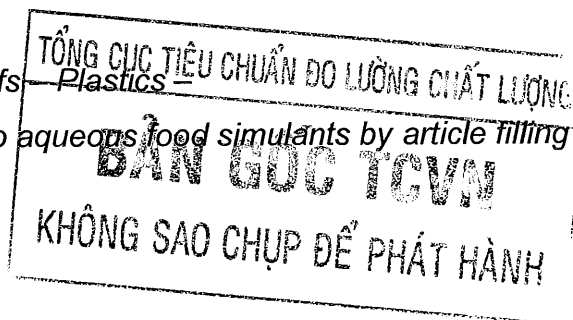 TỔNG CỤC TIÊU CHUẨN ĐO LƯỜNG CHẤT LƯỢNG
fs – Plastics –
o aqueous food simulants by article filling
BẢN GỐC TCVN
KHÔNG SAO CHỤP ĐỂ PHÁT HÀNH